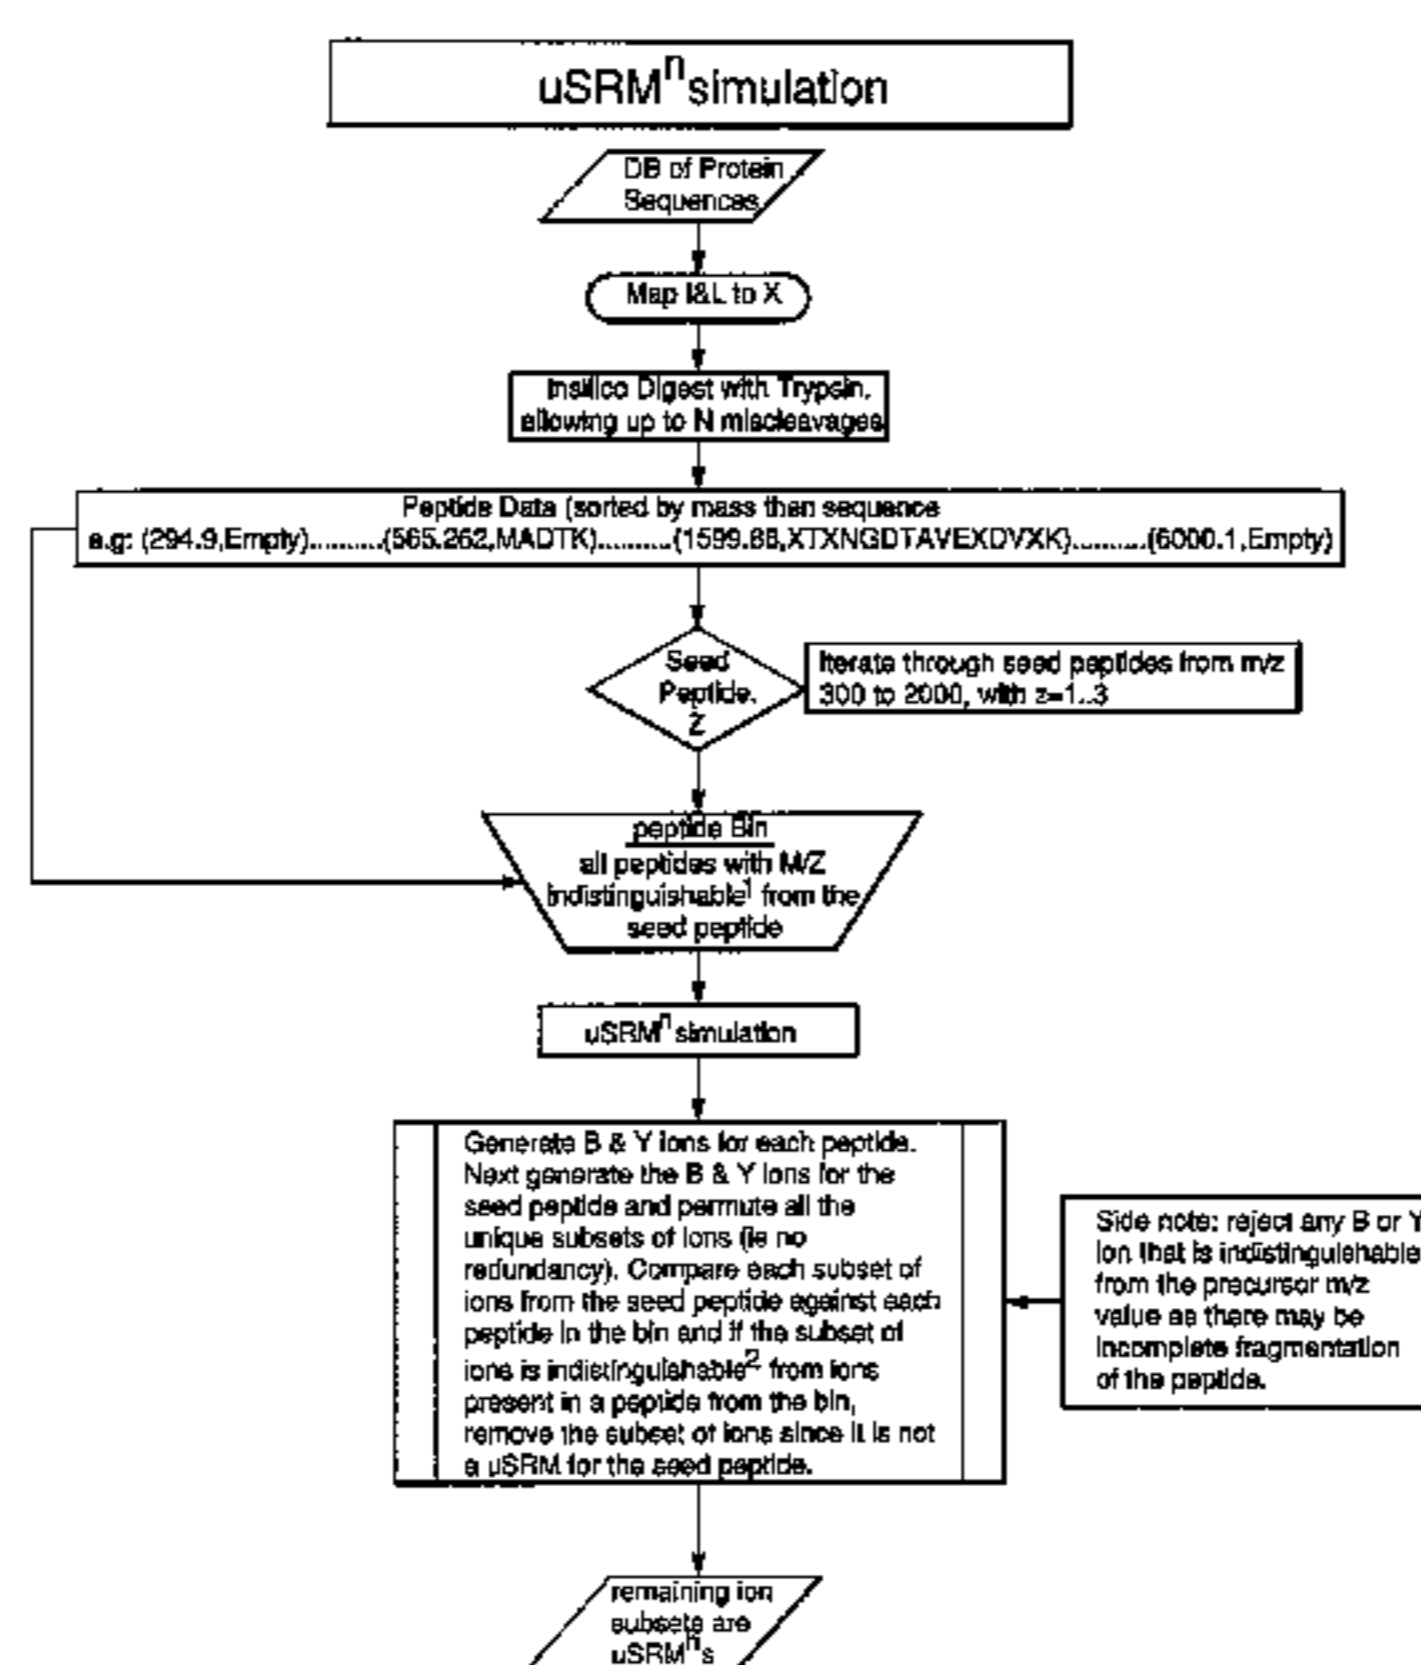 uSRMⁿ simulation
DB of Protein
Sequences
Map I&L to X
Insilico Digest with Trypsin,
allowing up to N miscleavages
Peptide Data (sorted by mass then sequence
e.g: (294.9,Empty)..........(565.262,MADTK)..........(1599.88,XTXNGDTAVEXDVXK)..........(6000.1,Empty)
Seed
Peptide,
Z
Iterate through seed peptides from m/z
300 to 2000, with z=1..3
peptide Bin
all peptides with M/Z
indistinguishable¹ from the
seed peptide
uSRMⁿ simulation
Generate B & Y ions for each peptide.
Next generate the B & Y ions for the
seed peptide and permute all the
unique subsets of ions (ie no
redundancy). Compare each subset of
ions from the seed peptide against each
peptide in the bin and if the subset of
ions is indistinguishable² from ions
present in a peptide from the bin,
remove the subset of ions since it is not
a uSRM for the seed peptide.
Side note: reject any B or Y
ion that is indistinguishable
from the precursor m/z
value as there may be
incomplete fragmentation
of the peptide.
remaining ion
subsets are
uSRMⁿs